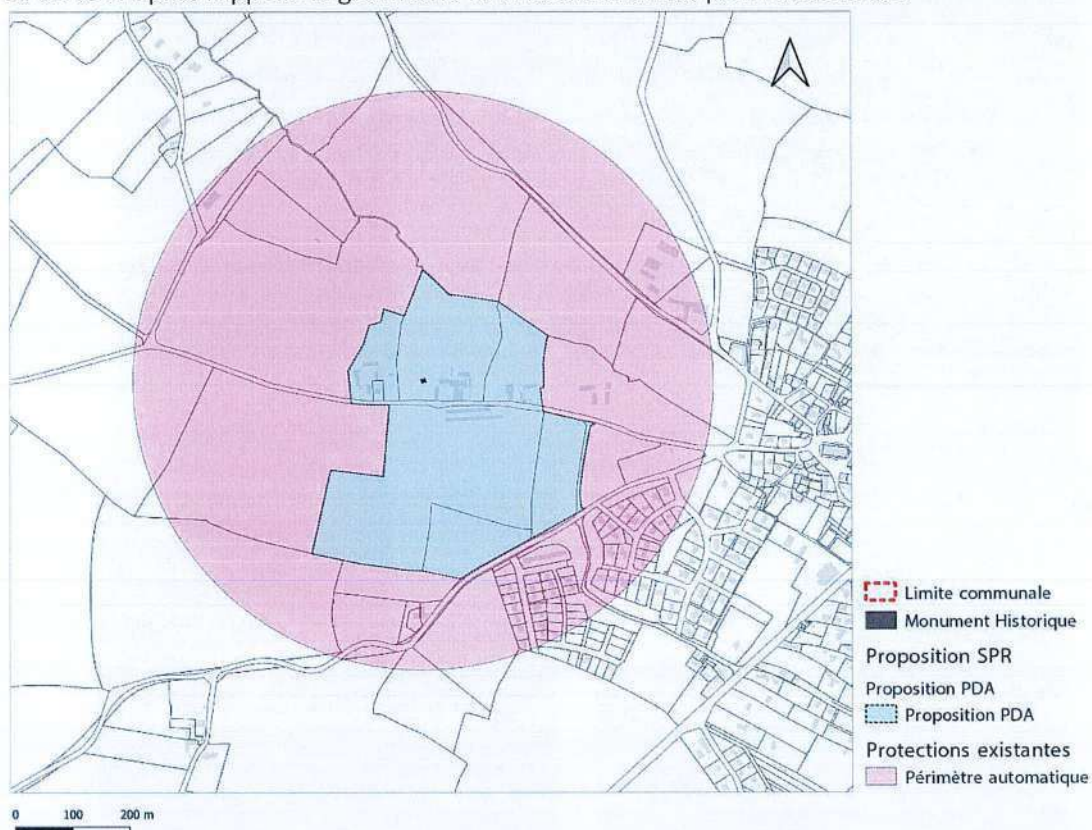 Limite communale
Monument Historique
Proposition SPR
Proposition PDA
Proposition PDA
Protections existantes
Périmètre automatique
0 100 200 m